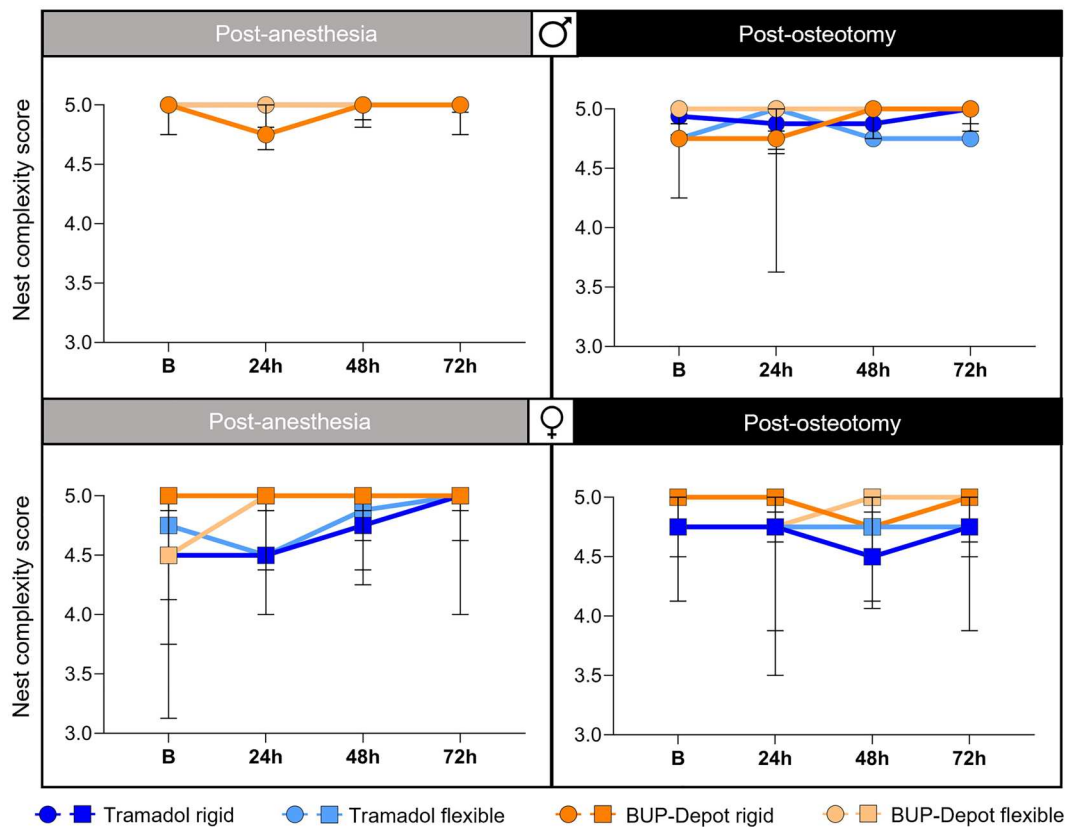 Post-anesthesia ♂ Post-osteotomy
Nest complexity score
5.0 5.0
4.5 4.5
4.0 4.0
3.5 3.5
3.0 3.0
B 24h 48h 72h B 24h 48h 72h
Post-anesthesia ♀ Post-osteotomy
Nest complexity score
5.0 5.0
4.5 4.5
4.0 4.0
3.5 3.5
3.0 3.0
B 24h 48h 72h B 24h 48h 72h
Tramadol rigid Tramadol flexible BUP-Depot rigid BUP-Depot flexible